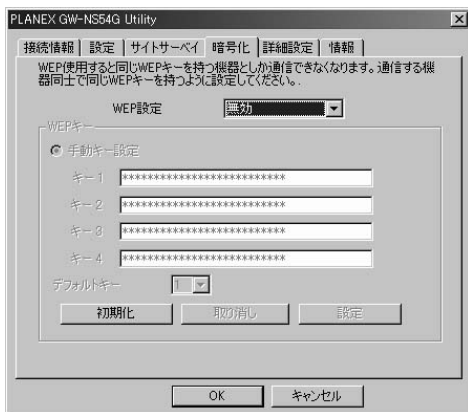 PLANEX GW-NS54G Utility
接続情報 設定 サイトサーベイ 暗号化 詳細設定 情報
WEP使用すると同じWEPキーを持つ機器としか通信できなくなります。通信する機
器同士で同じWEPキーを持つように設定してください。.
WEP設定 無効
WEPキー
手動キー設定
キー1 **************************
キー2 **************************
キー3 **************************
キー4 **************************
デフォルトキー 1
初期化 取り消し 設定
OK キャンセル